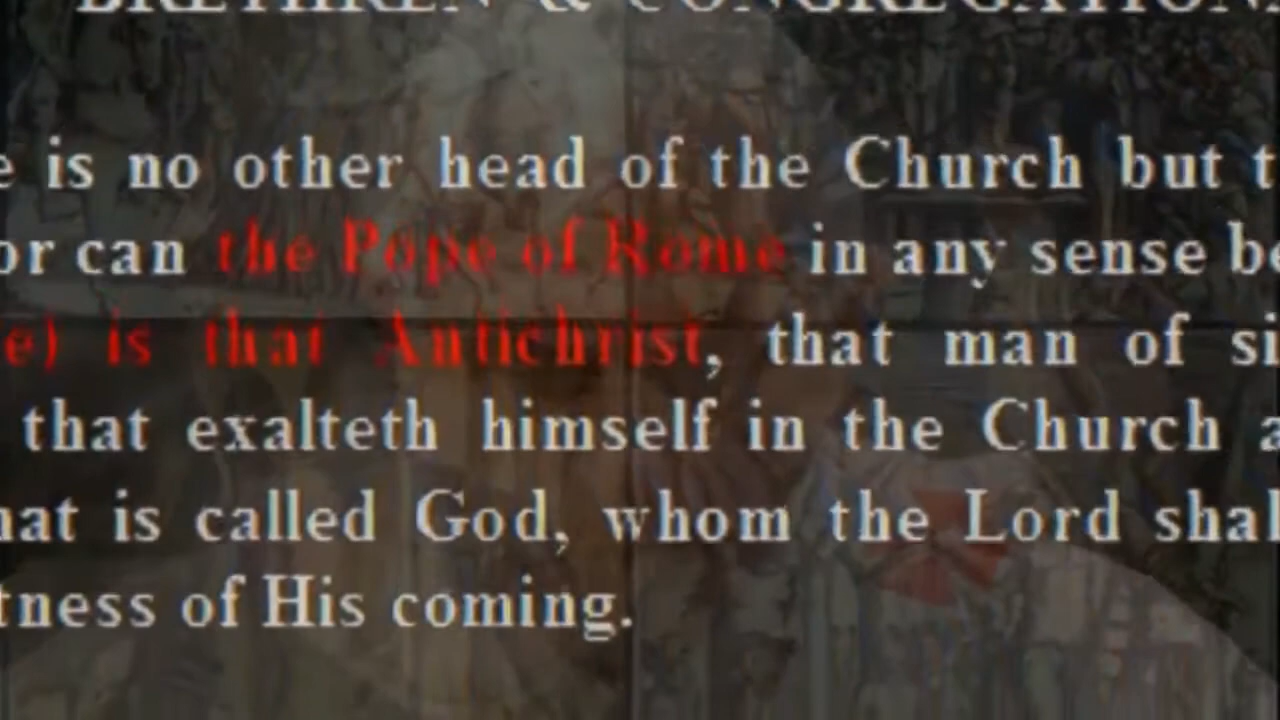 BRETHREN & CONGREGATION
e is no other head of the Church but t
or can the Pope of Rome in any sense be
e) is that Antichrist, that man of si
that exalteth himself in the Church a
hat is called God, whom the Lord shal
tness of His coming.